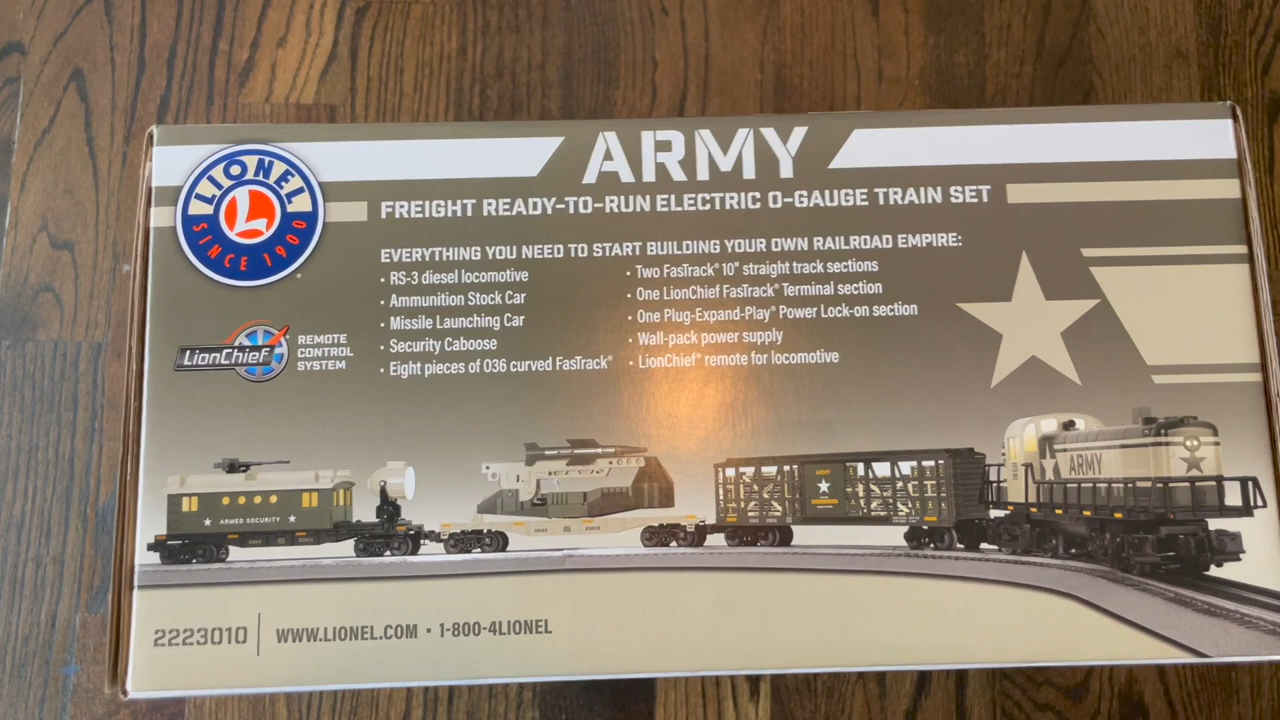 ARMY
LIONEL
SINCE 1900
L
FREIGHT READY-TO-RUN ELECTRIC O-GAUGE TRAIN SET
EVERYTHING YOU NEED TO START BUILDING YOUR OWN RAILROAD EMPIRE:
• RS-3 diesel locomotive
• Ammunition Stock Car
• Missile Launching Car
• Security Caboose
• Eight pieces of O36 curved FasTrack®
• Two FasTrack® 10" straight track sections
• One LionChief FasTrack® Terminal section
• One Plug-Expand-Play® Power Lock-on section
• Wall-pack power supply
• LionChief® remote for locomotive
LionChief
REMOTE
CONTROL
SYSTEM
ARMED SECURITY
ARMY
ARMY
2223010
WWW.LIONEL.COM • 1-800-4LIONEL